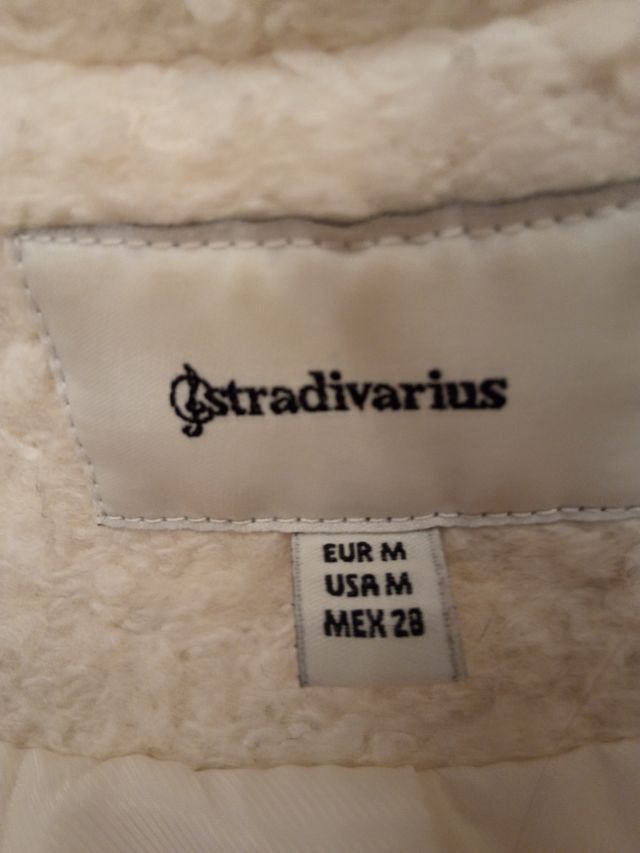 stradivarius
EUR M
USA M
MEX 28